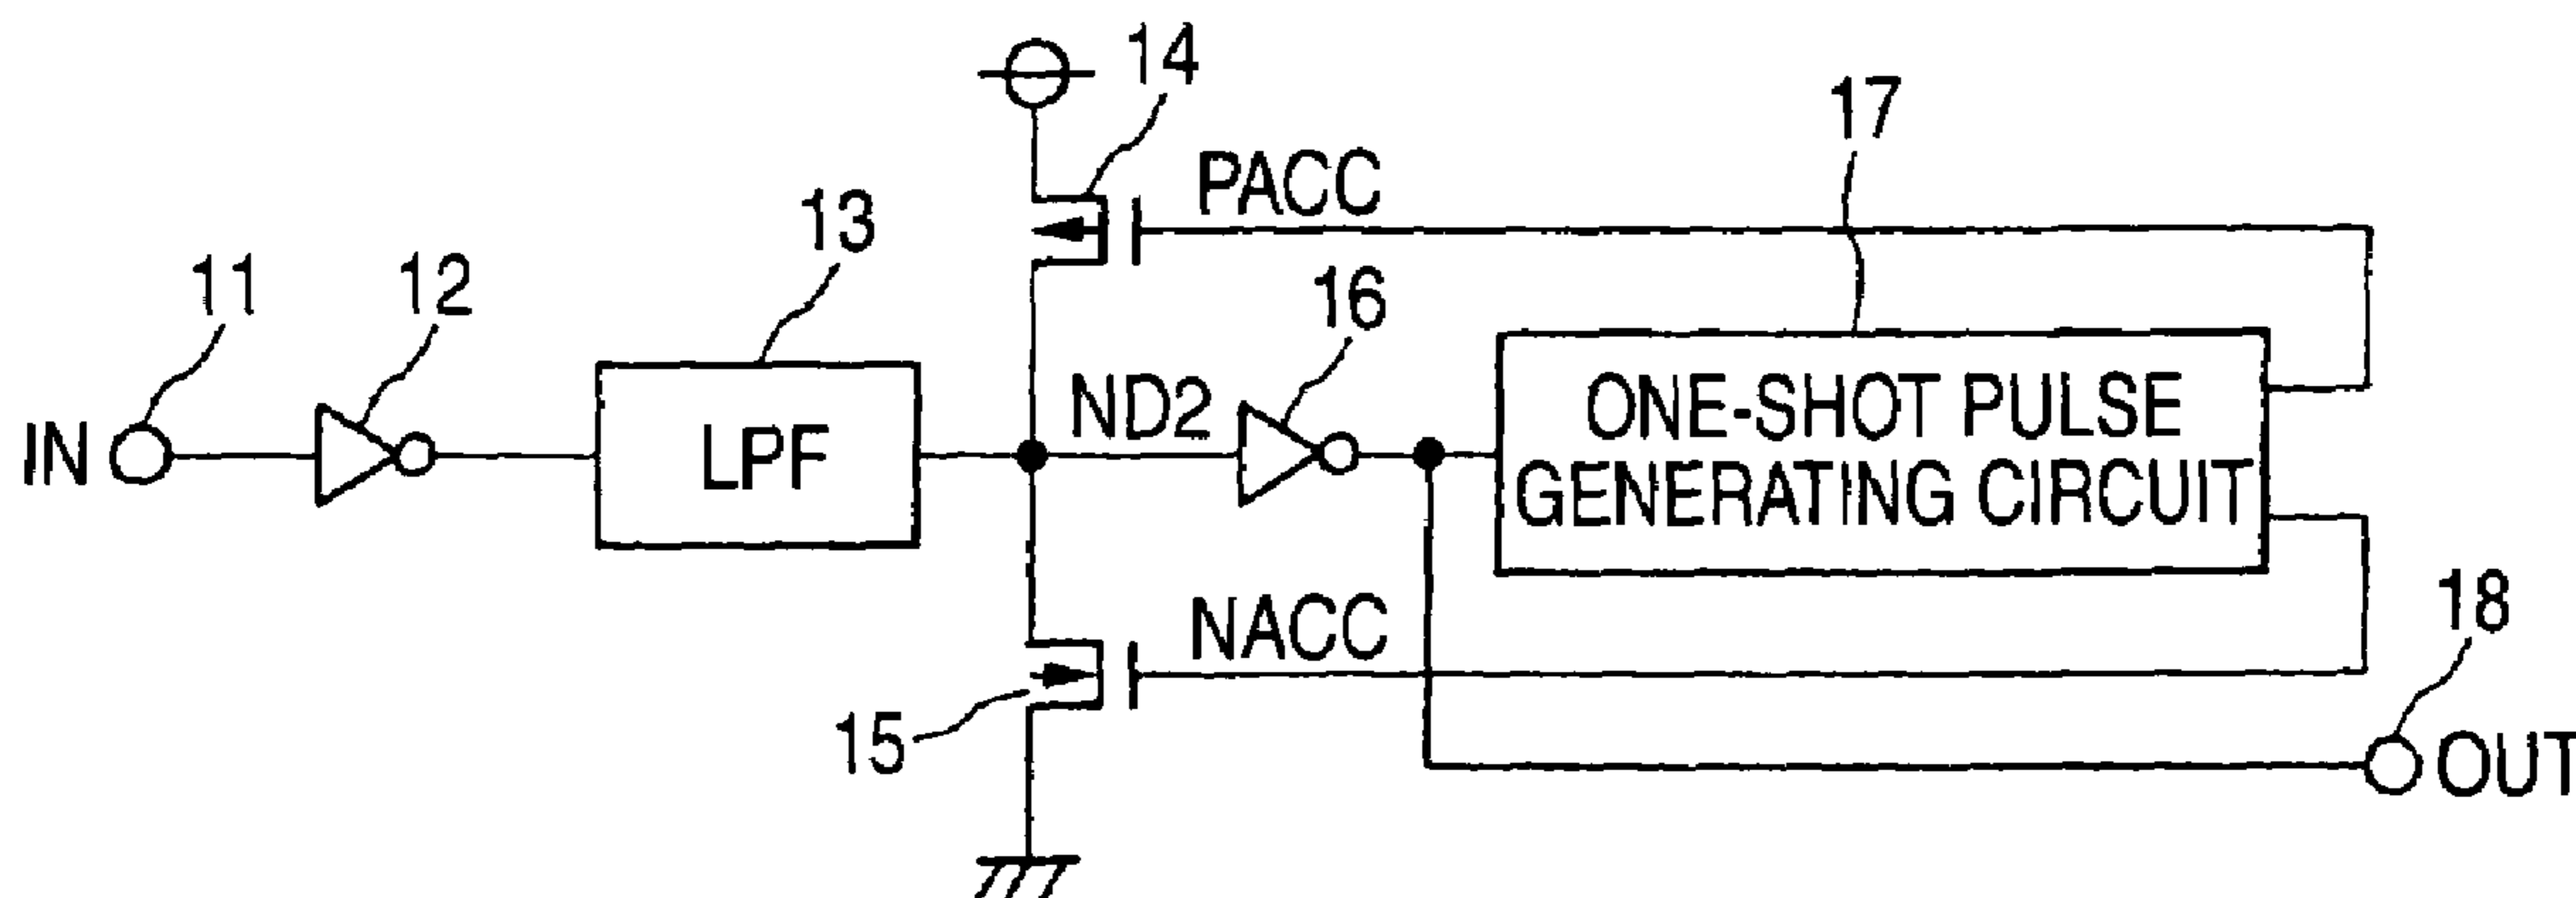 14
17
PACC
13
11
12
16
ND2
ONE-SHOT PULSE
GENERATING CIRCUIT
IN
LPF
NACC
18
15
OUT